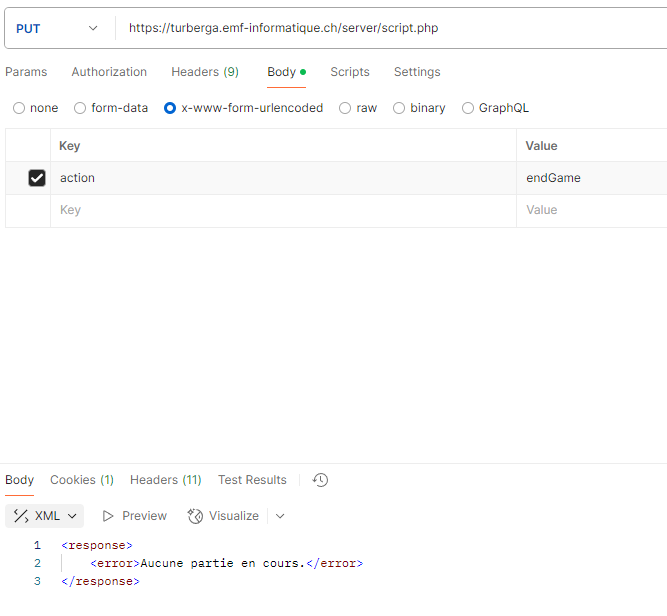 PUT https://turberga.emf-informatique.ch/server/script.php
Params Authorization Headers (9) Body Scripts Settings
none form-data x-www-form-urlencoded raw binary GraphQL
Key Value
action endGame
Key Value
Body Cookies (1) Headers (11) Test Results
XML Preview Visualize
1 <response>
2 <error>Aucune partie en cours.</error>
3 </response>